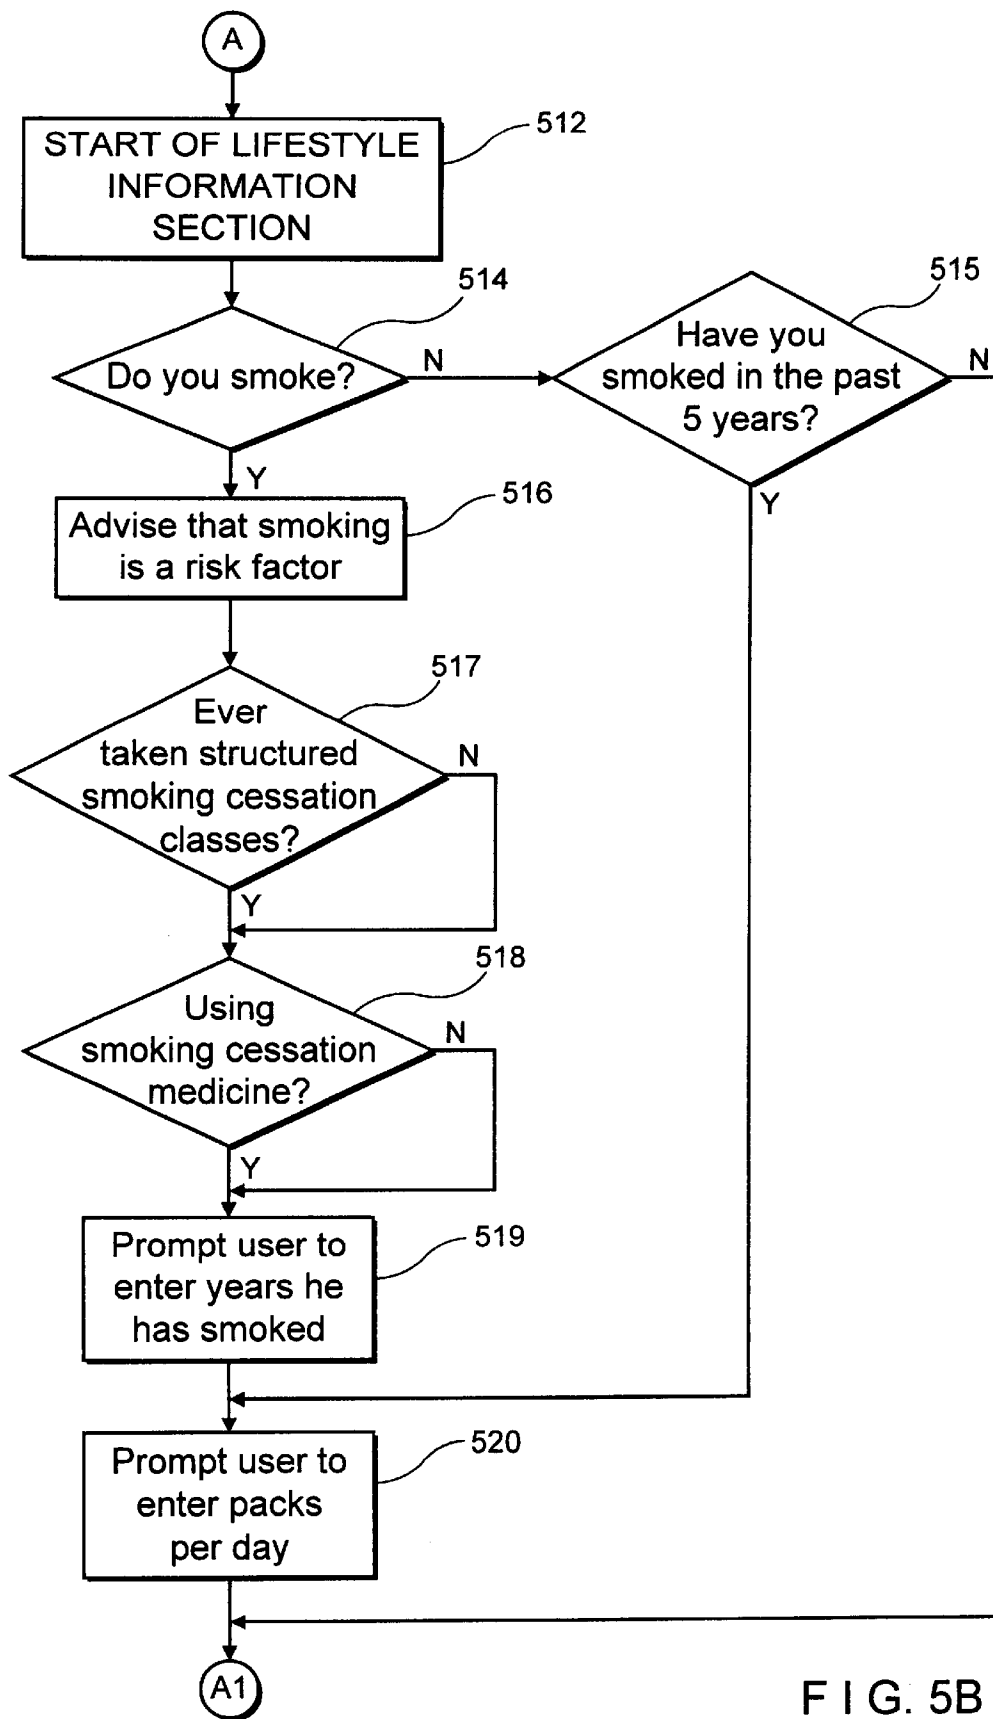 A
START OF LIFESTYLE
INFORMATION
SECTION
512
Do you smoke?
514
N
Y
Have you
smoked in the past
5 years?
515
N
Y
Advise that smoking
is a risk factor
516
Ever
taken structured
smoking cessation
classes?
517
N
Y
Using
smoking cessation
medicine?
518
N
Y
Prompt user to
enter years he
has smoked
519
Prompt user to
enter packs
per day
520
A1
FIG. 5B